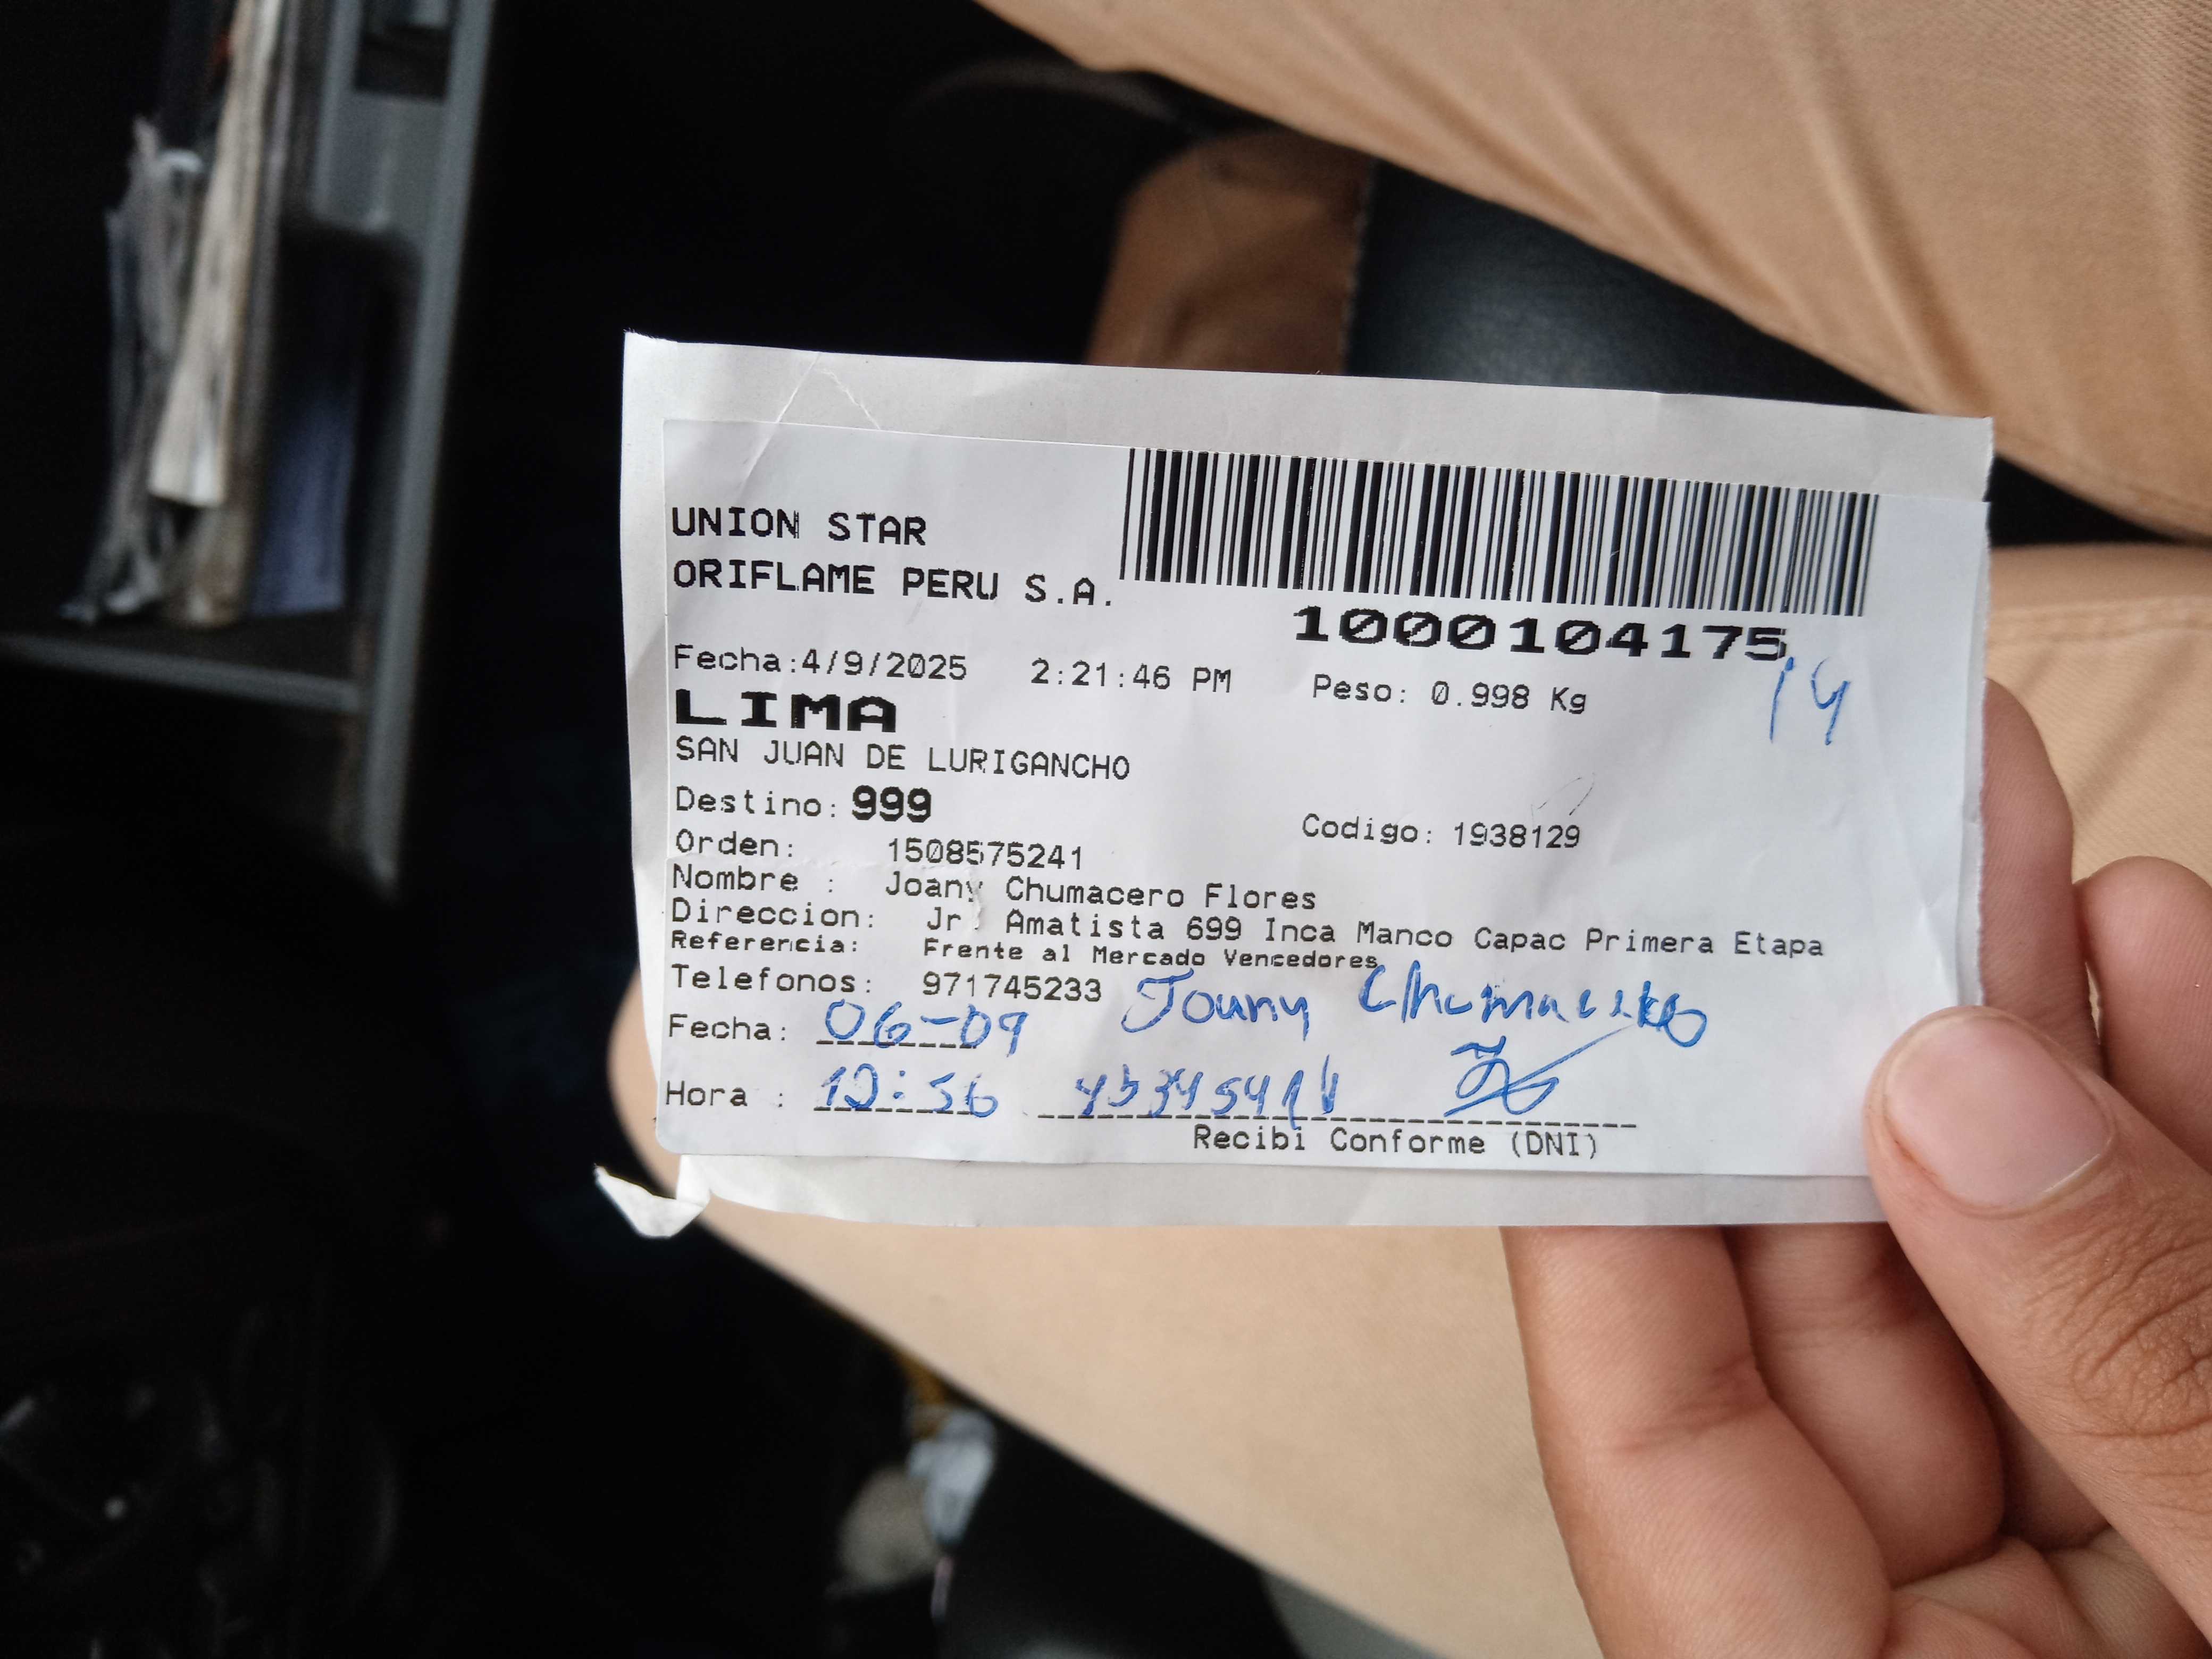 UNION STAR
ORIFLAME PERU S.A.
1000104175
Fecha:4/9/2025 2:21:46 PM Peso: 0.998 Kg
14
LIMA
SAN JUAN DE LURIGANCHO
Destino: 999
Codigo: 1938129
Orden: 1508575241
Nombre : Joany Chumacero Flores
Direccion: Jr. Amatista 699 Inca Manco Capac Primera Etapa
Referencia: Frente al Mercado Vencedores
Telefonos: 971745233
Joany Chumacero
Fecha: 06-09
Hora : 12:56
Recibi Conforme (DNI)